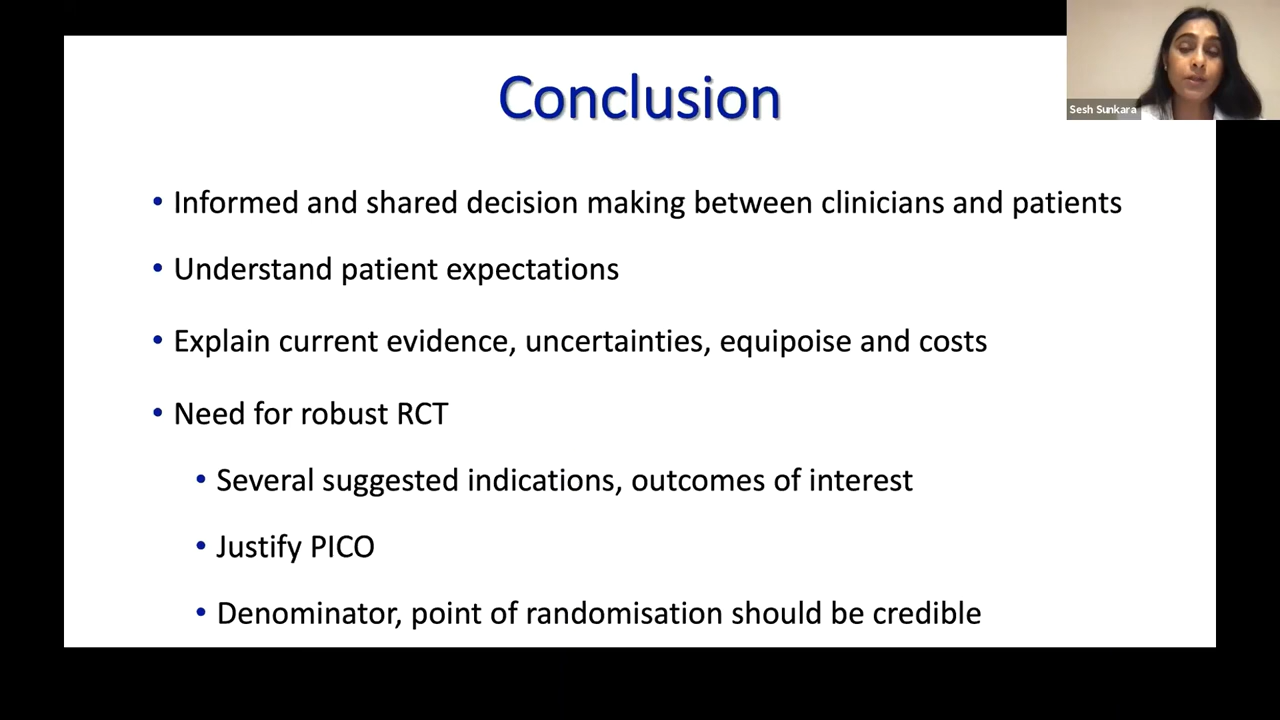 Conclusion
Sesh Sunkara
• Informed and shared decision making between clinicians and patients
• Understand patient expectations
• Explain current evidence, uncertainties, equipoise and costs
• Need for robust RCT
• Several suggested indications, outcomes of interest
• Justify PICO
• Denominator, point of randomisation should be credible